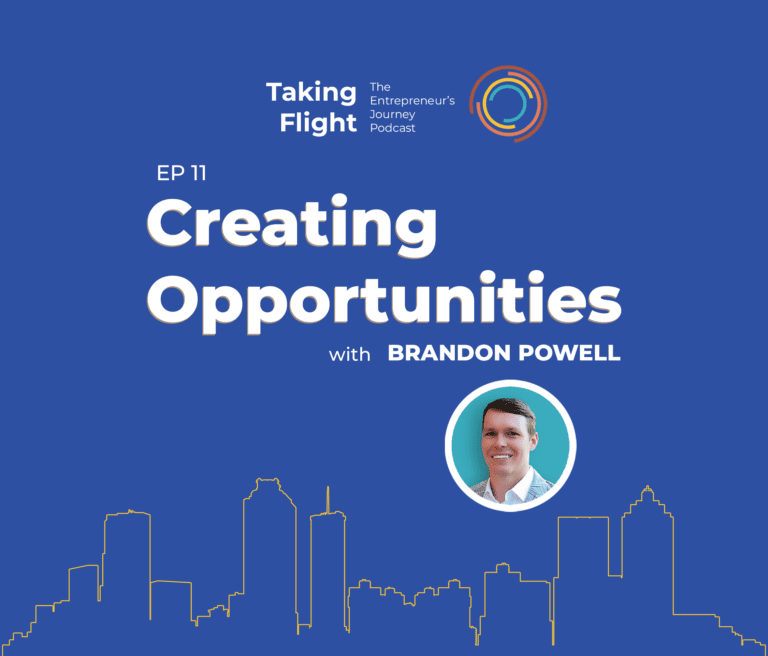 Taking
Flight
The
Entrepreneur's
Journey
Podcast
EP 11
Creating
Opportunities
with BRANDON POWELL